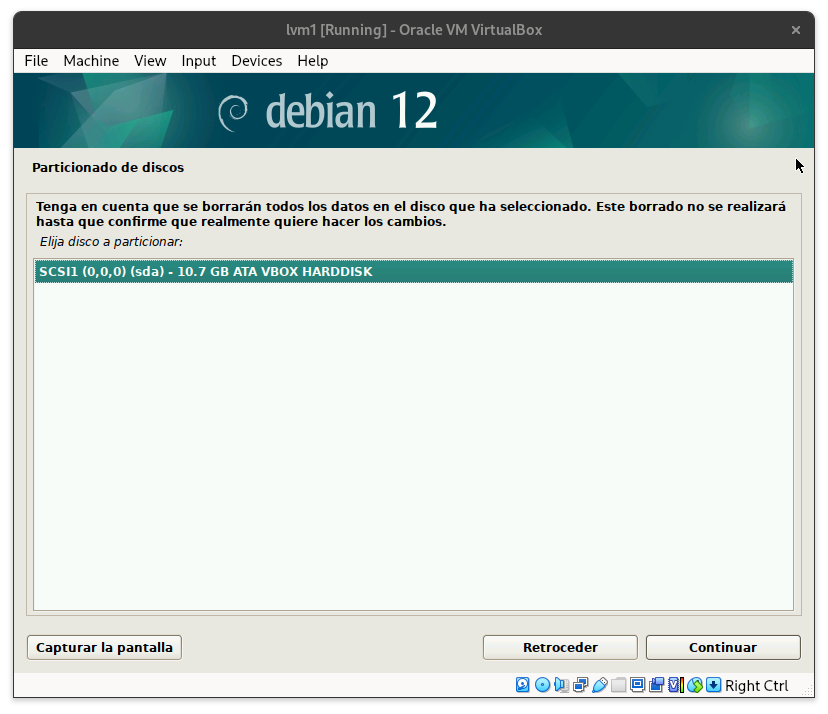 lvm1 [Running] - Oracle VM VirtualBox
File Machine View Input Devices Help
debian 12
Particionado de discos
Tenga en cuenta que se borrarán todos los datos en el disco que ha seleccionado. Este borrado no se realizará
hasta que confirme que realmente quiere hacer los cambios.
Elija disco a particionar:
SCSI1 (0,0,0) (sda) - 10.7 GB ATA VBOX HARDDISK
Capturar la pantalla Retroceder Continuar
Right Ctrl